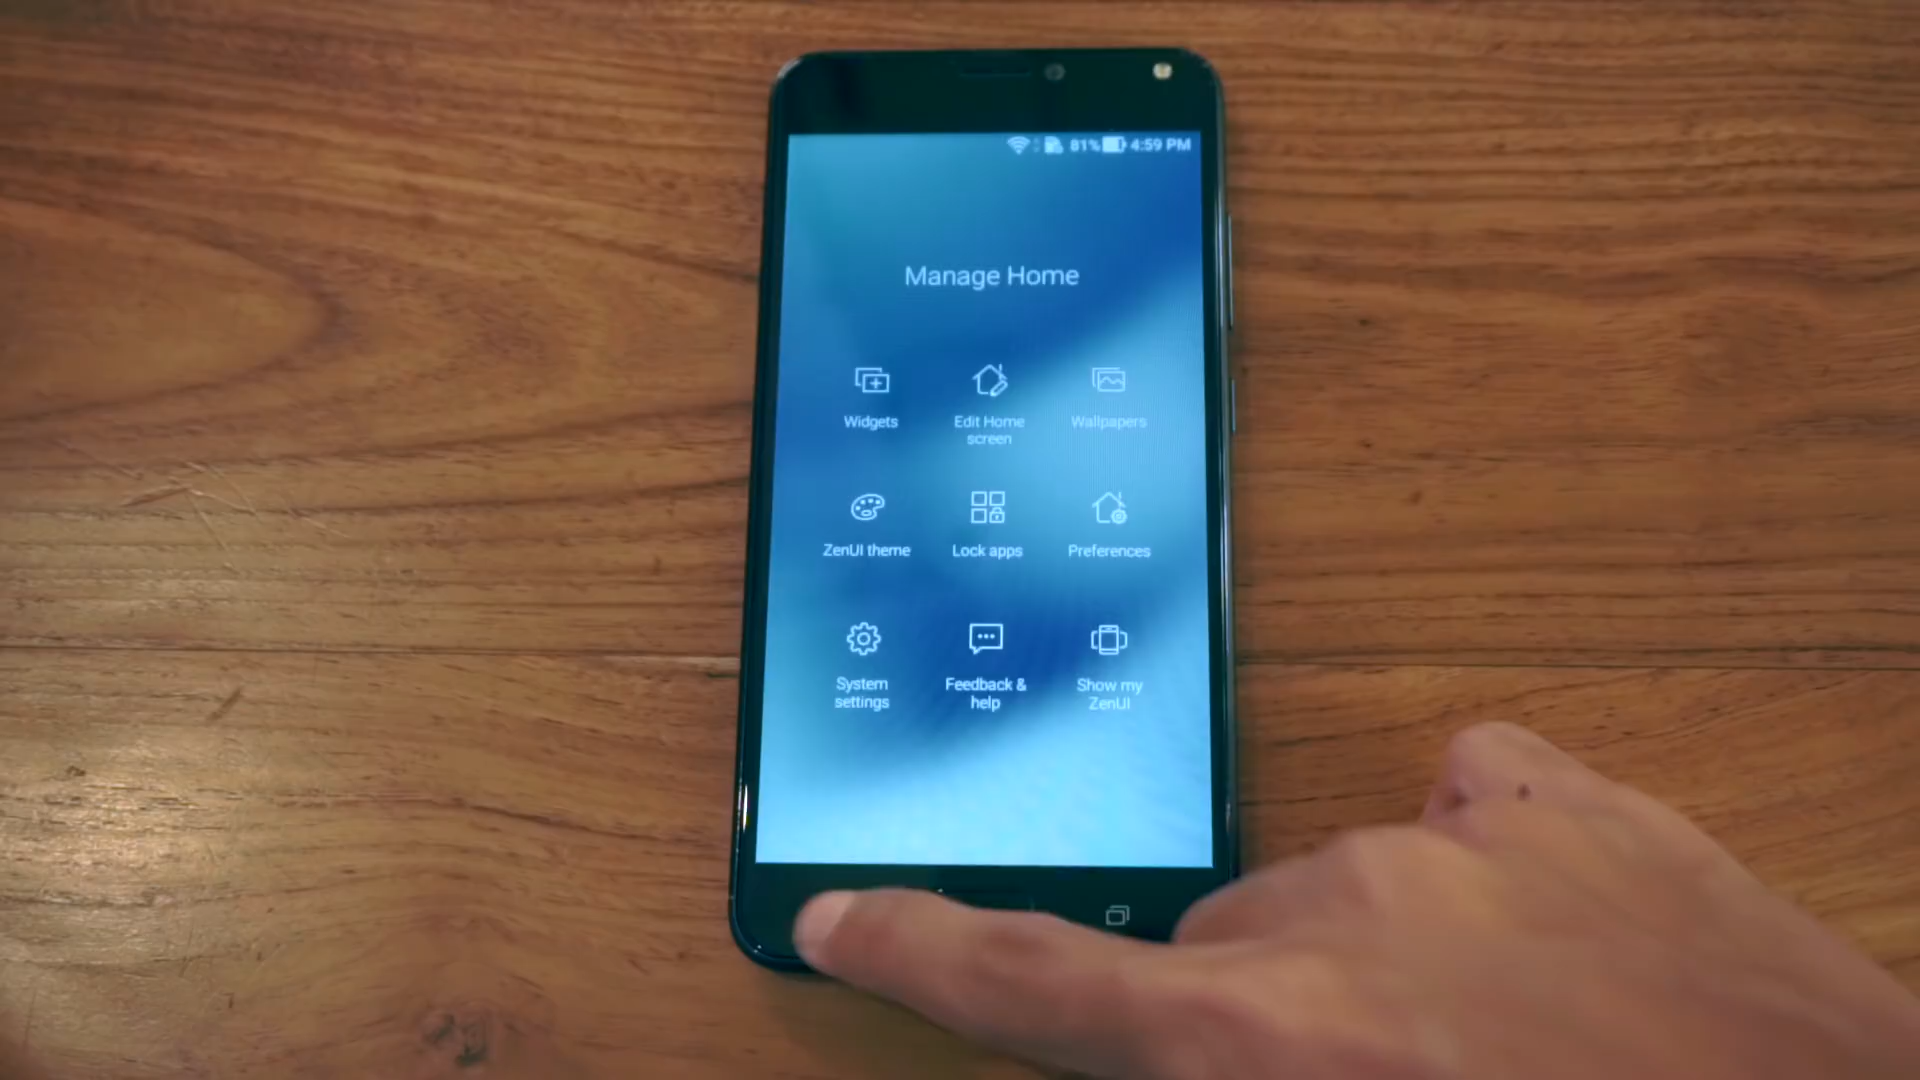 81% 4:59 PM
Manage Home
Widgets
Edit Home
screen
Wallpapers
ZenUI theme
Lock apps
Preferences
System
settings
Feedback &
help
Show my
ZenUI